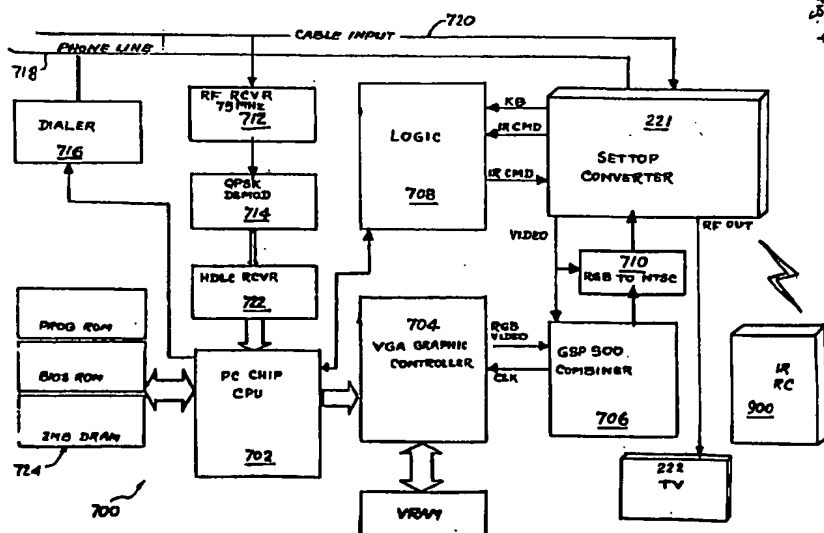 CABLE INPUT
720
PHONE LINE
718
DIALER
716
RF RCVR
75 MHz
712
QPSK
DEMOD
714
HDLC RCVR
722
LOGIC
708
KB
IR CMD
IR CMD
221
SETTOP
CONVERTER
VIDEO
RF OUT
710
RGB TO NTSC
PROG ROM
BIOS ROM
2MB DRAM
724
700
PC CHIP
CPU
702
704
VGA GRAPHIC
CONTROLLER
RGB
VIDEO
CLK
GSP 500
COMBINER
706
IR
RC
900
222
TV
VRAM